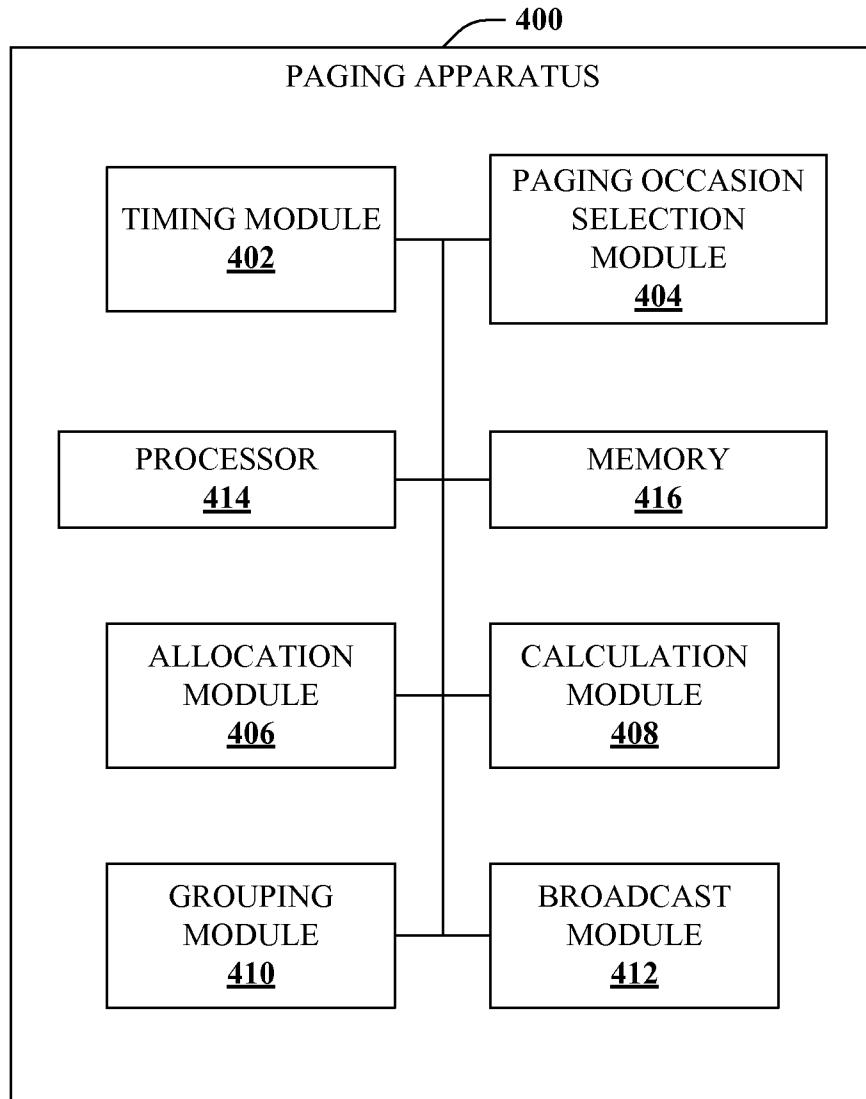 400
PAGING APPARATUS
TIMING MODULE
402
PAGING OCCASION
SELECTION
MODULE
404
PROCESSOR
414
MEMORY
416
ALLOCATION
MODULE
406
CALCULATION
MODULE
408
GROUPING
MODULE
410
BROADCAST
MODULE
412